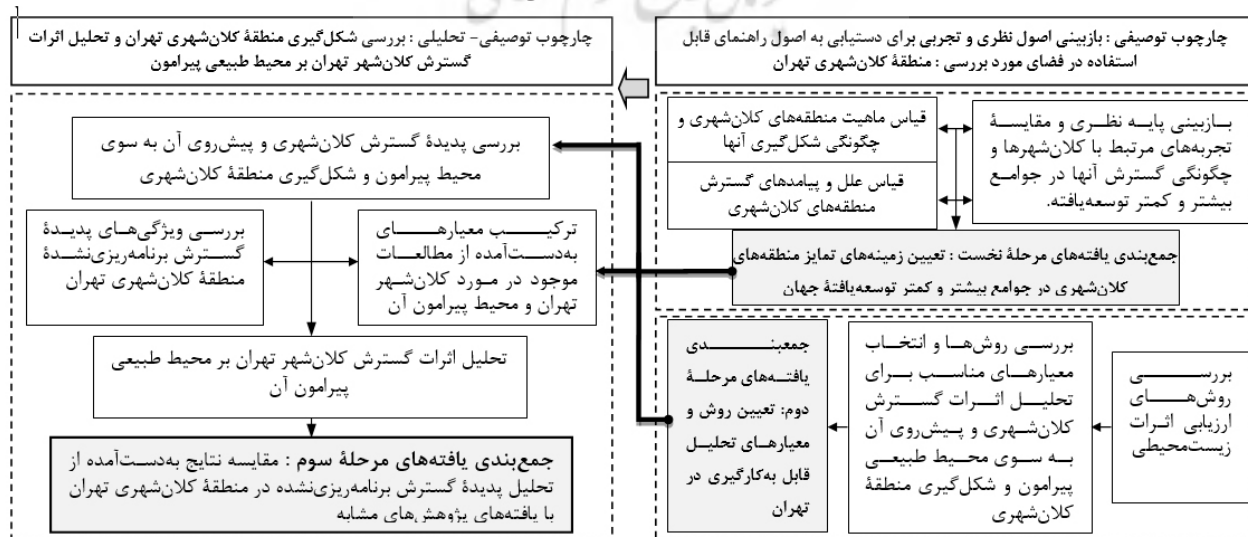 چارچوب توصیفی : بازبینی اصول نظری و تجربی برای دستیابی به اصول راهنمای قابل
استفاده در فضای مورد بررسی : منطقهٔ کلان‌شهری تهران
بازبینی پایه نظری و مقایسهٔ
تجربه‌های مرتبط با کلان‌شهرها و
چگونگی گسترش آنها در جوامع
بیشتر و کمتر توسعه‌یافته.
قیاس ماهیت منطقه‌های کلان‌شهری و
چگونگی شکل‌گیری آنها
قیاس علل و پیامدهای گسترش
منطقه‌های کلان‌شهری
جمع‌بندی یافته‌های مرحلهٔ نخست : تعیین زمینه‌های تمایز منطقه‌های
کلان‌شهری در جوامع بیشتر و کمتر توسعه‌یافتهٔ جهان
بررسی
روش‌های
ارزیابی اثرات
زیست‌محیطی
بررسی روش‌ها و انتخاب
معیارهای مناسب برای
تحلیل اثرات گسترش
کلان‌شهری و پیش‌روی آن
به سوی محیط طبیعی
پیرامون و شکل‌گیری منطقهٔ
کلان‌شهری
جمعبندی
یافته‌های مرحلهٔ
دوم: تعیین روش و
معیارهای تحلیل
قابل به‌کارگیری در
تهران
چارچوب توصیفی- تحلیلی : بررسی شکل‌گیری منطقهٔ کلان‌شهری تهران و تحلیل اثرات
گسترش کلان‌شهر تهران بر محیط طبیعی پیرامون
بررسی پدیدهٔ گسترش کلان‌شهری و پیش‌روی آن به سوی
محیط پیرامون و شکل‌گیری منطقهٔ کلان‌شهری
ترکیب معیارهای
به‌دست‌آمده از مطالعات
موجود در مورد کلان‌شهر
تهران و محیط پیرامون آن
بررسی ویژگی‌های پدیدهٔ
گسترش برنامه‌ریزی‌نشدهٔ
منطقهٔ کلان‌شهری تهران
تحلیل اثرات گسترش کلان‌شهر تهران بر محیط طبیعی
پیرامون آن
جمع‌بندی یافته‌های مرحلهٔ سوم : مقایسه نتایج به‌دست‌آمده از
تحلیل پدیدهٔ گسترش برنامه‌ریزی‌نشده در منطقهٔ کلان‌شهری تهران
با یافته‌های پژوهش‌های مشابه